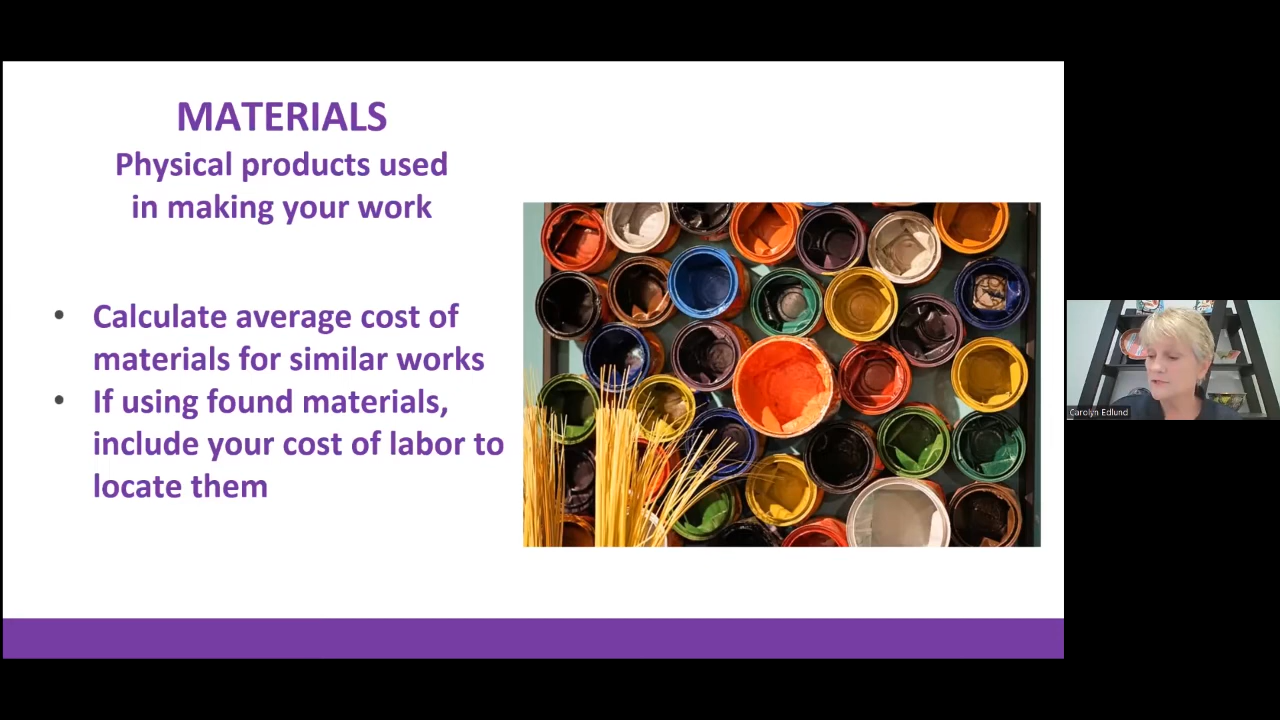 MATERIALS
Physical products used
in making your work
• Calculate average cost of
materials for similar works
• If using found materials,
include your cost of labor to
locate them
Carolyn Edlund